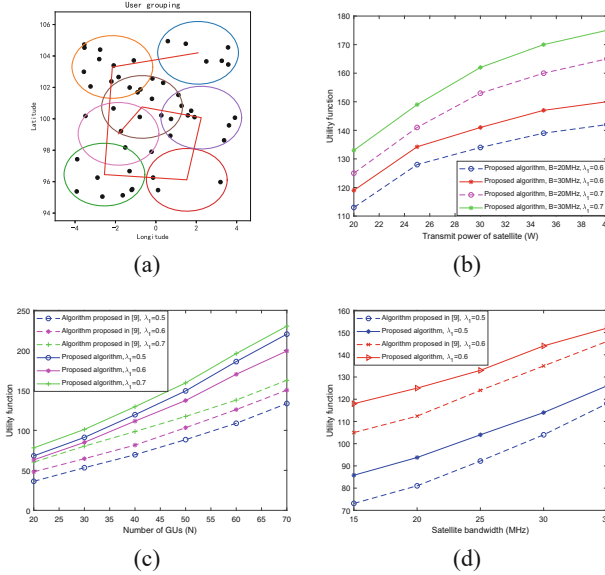 User grouping
106
104
102
100
98
96
94
Latitude
-4
-2
0
2
4
Longitude
(a)
180
170
160
150
140
130
120
110
Utility function
Proposed algorithm, B=20MHz, λ1=0.6
Proposed algorithm, B=30MHz, λ1=0.6
Proposed algorithm, B=20MHz, λ1=0.7
Proposed algorithm, B=30MHz, λ1=0.7
20
25
30
35
Transmit power of satellite (W)
(b)
250
200
150
100
50
0
Utility function
Algorithm proposed in [9], λ1=0.5
Algorithm proposed in [9], λ1=0.6
Algorithm proposed in [9], λ1=0.7
Proposed algorithm, λ1=0.5
Proposed algorithm, λ1=0.6
Proposed algorithm, λ1=0.7
20
25
30
35
40
45
50
55
60
65
70
Number of GUs (N)
(c)
160
150
140
130
120
110
100
90
80
70
Utility function
Algorithm proposed in [9], λ1=0.5
Proposed algorithm, λ1=0.5
Algorithm proposed in [9], λ1=0.6
Proposed algorithm, λ1=0.6
15
20
25
30
Satellite bandwidth (MHz)
(d)